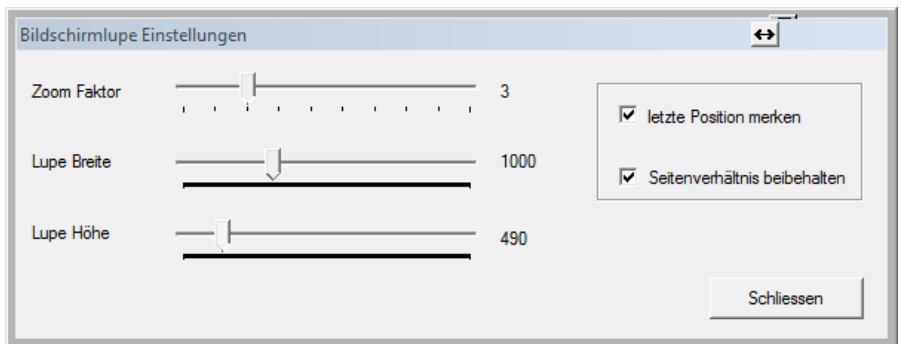 Bildschirmlupe Einstellungen
Zoom Faktor 3
letzte Position merken
Lupe Breite 1000
Seitenverhältnis beibehalten
Lupe Höhe 490
Schliessen